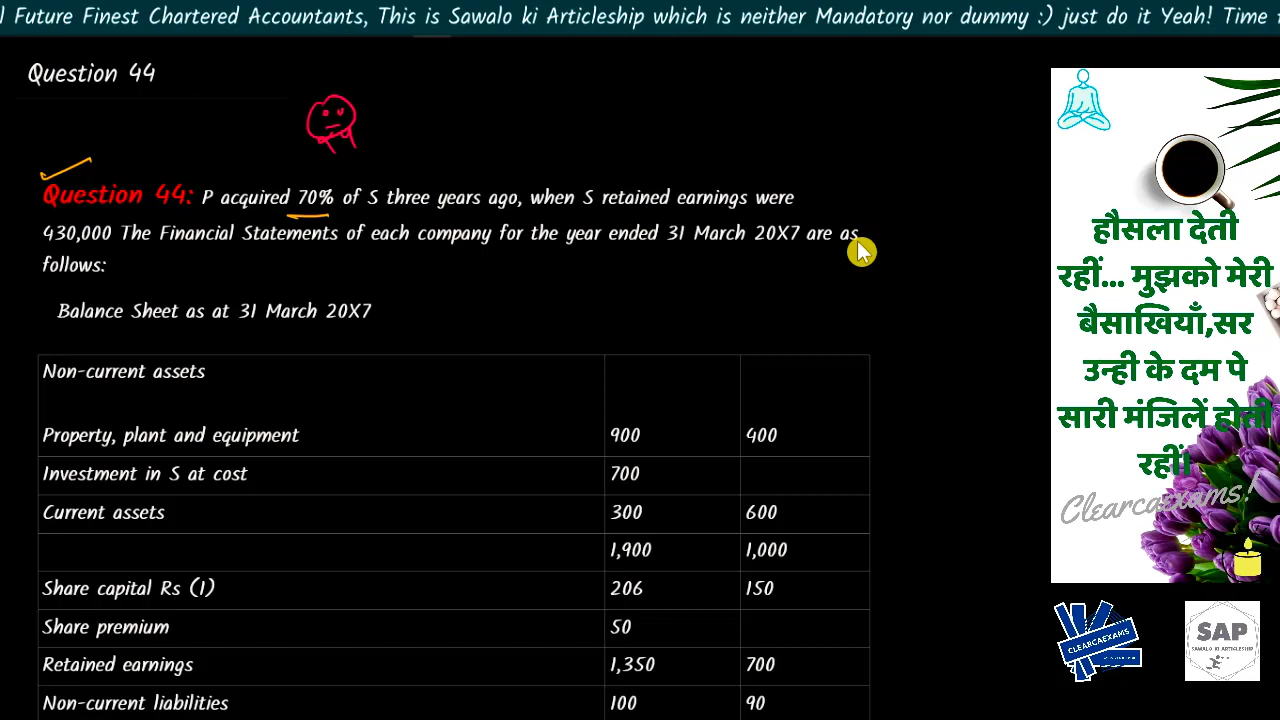 l Future Finest Chartered Accountants, This is Sawalo ki Articleship which is neither Mandatory nor dummy :) just do it Yeah! Time
Question 44
Question 44: P acquired 70% of S three years ago, when S retained earnings were
430,000 The Financial Statements of each company for the year ended 31 March 20X7 are as
follows:
Balance Sheet as at 31 March 20X7
Non-current assets
Property, plant and equipment 900 400
Investment in S at cost 700
Current assets 300 600
1,900 1,000
Share capital Rs (1) 206 150
Share premium 50
Retained earnings 1,350 700
Non-current liabilities 100 90
हौसला देती
रहीं... मुझको मेरी
बैसाखियाँ,सर
उन्ही के दम पे
सारी मंजिलें होती
रहीं।
Clearcaexams!
CLEARCAEXAMS
SAP
SAWALO KI ARTICLESHIP